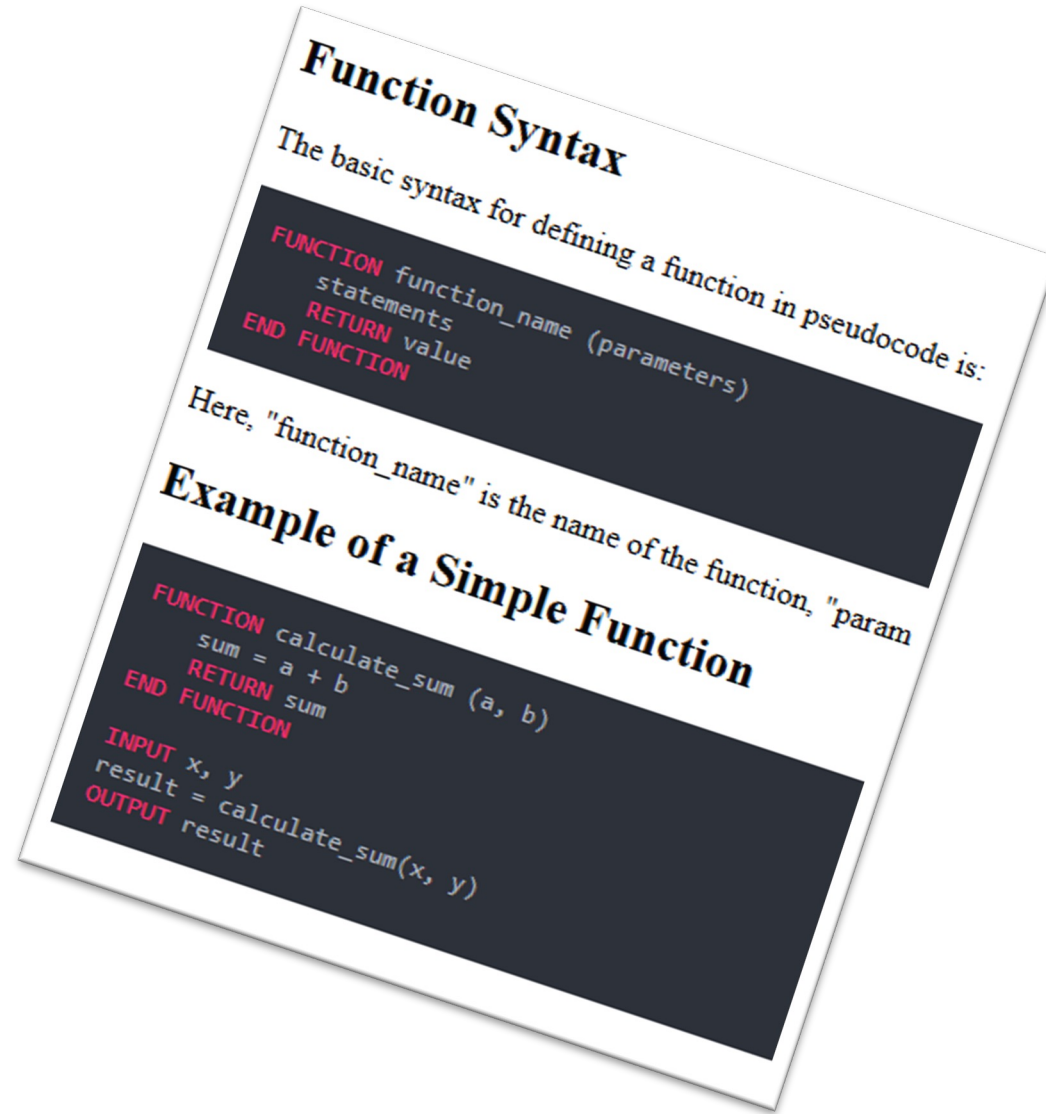 Function Syntax
The basic syntax for defining a function in pseudocode is:
FUNCTION function_name (parameters)
    statements
    RETURN value
END FUNCTION
Here, "function_name" is the name of the function, "param
Example of a Simple Function
FUNCTION calculate_sum (a, b)
    sum = a + b
    RETURN sum
END FUNCTION
INPUT x, y
result = calculate_sum(x, y)
OUTPUT result